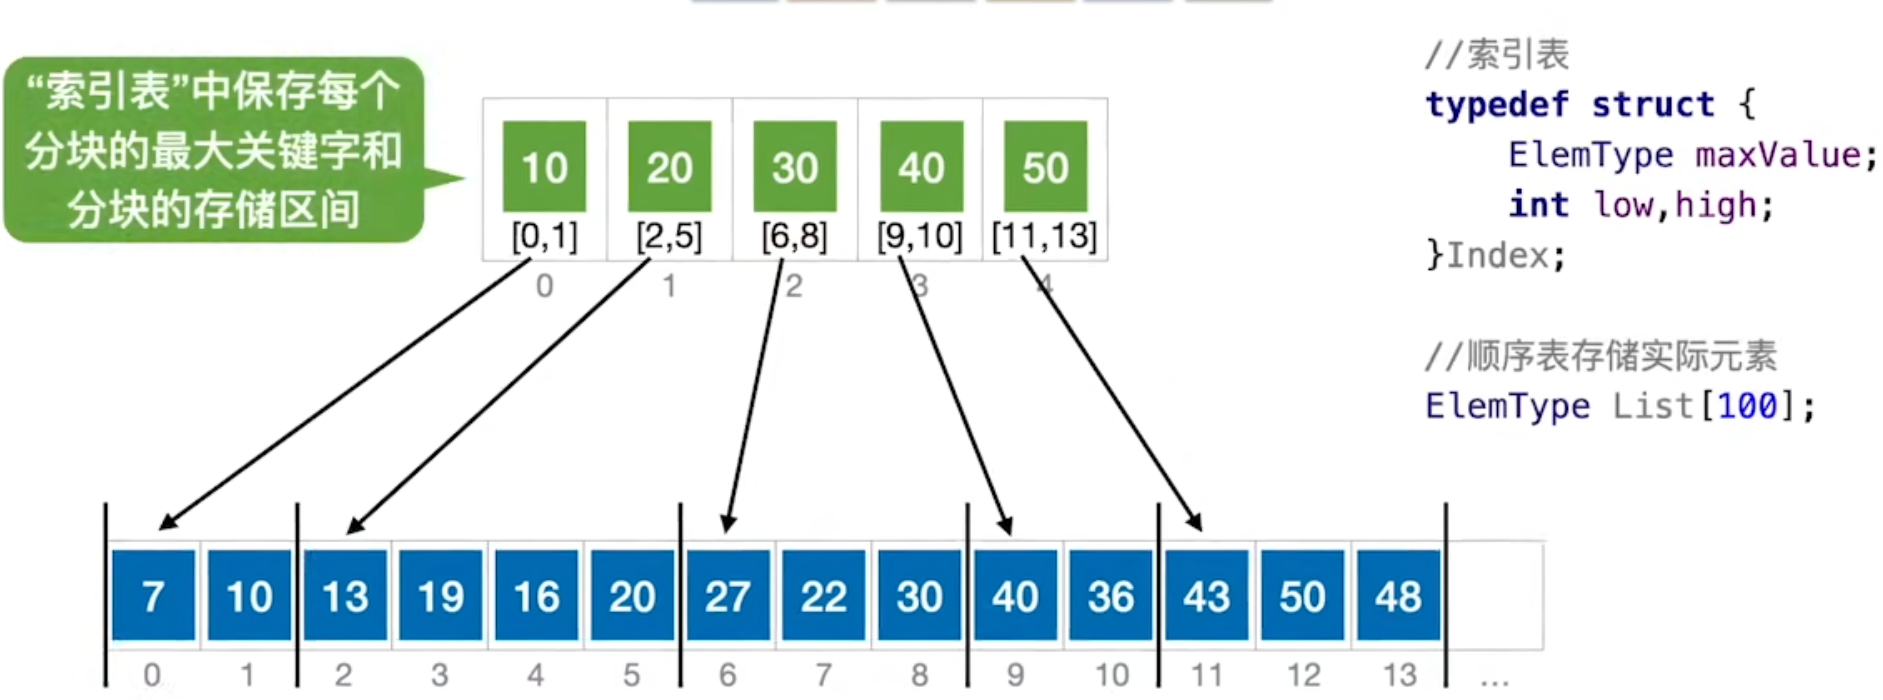 “索引表”中保存每个
分块的最大关键字和
分块的存储区间
10 20 30 40 50
[0,1] [2,5] [6,8] [9,10] [11,13]
0 1 2 3 4
//索引表
typedef struct {
    ElemType maxValue;
    int low,high;
}Index;
//顺序表存储实际元素
ElemType List[100];
7 10 13 19 16 20 27 22 30 40 36 43 50 48
0 1 2 3 4 5 6 7 8 9 10 11 12 13 ...